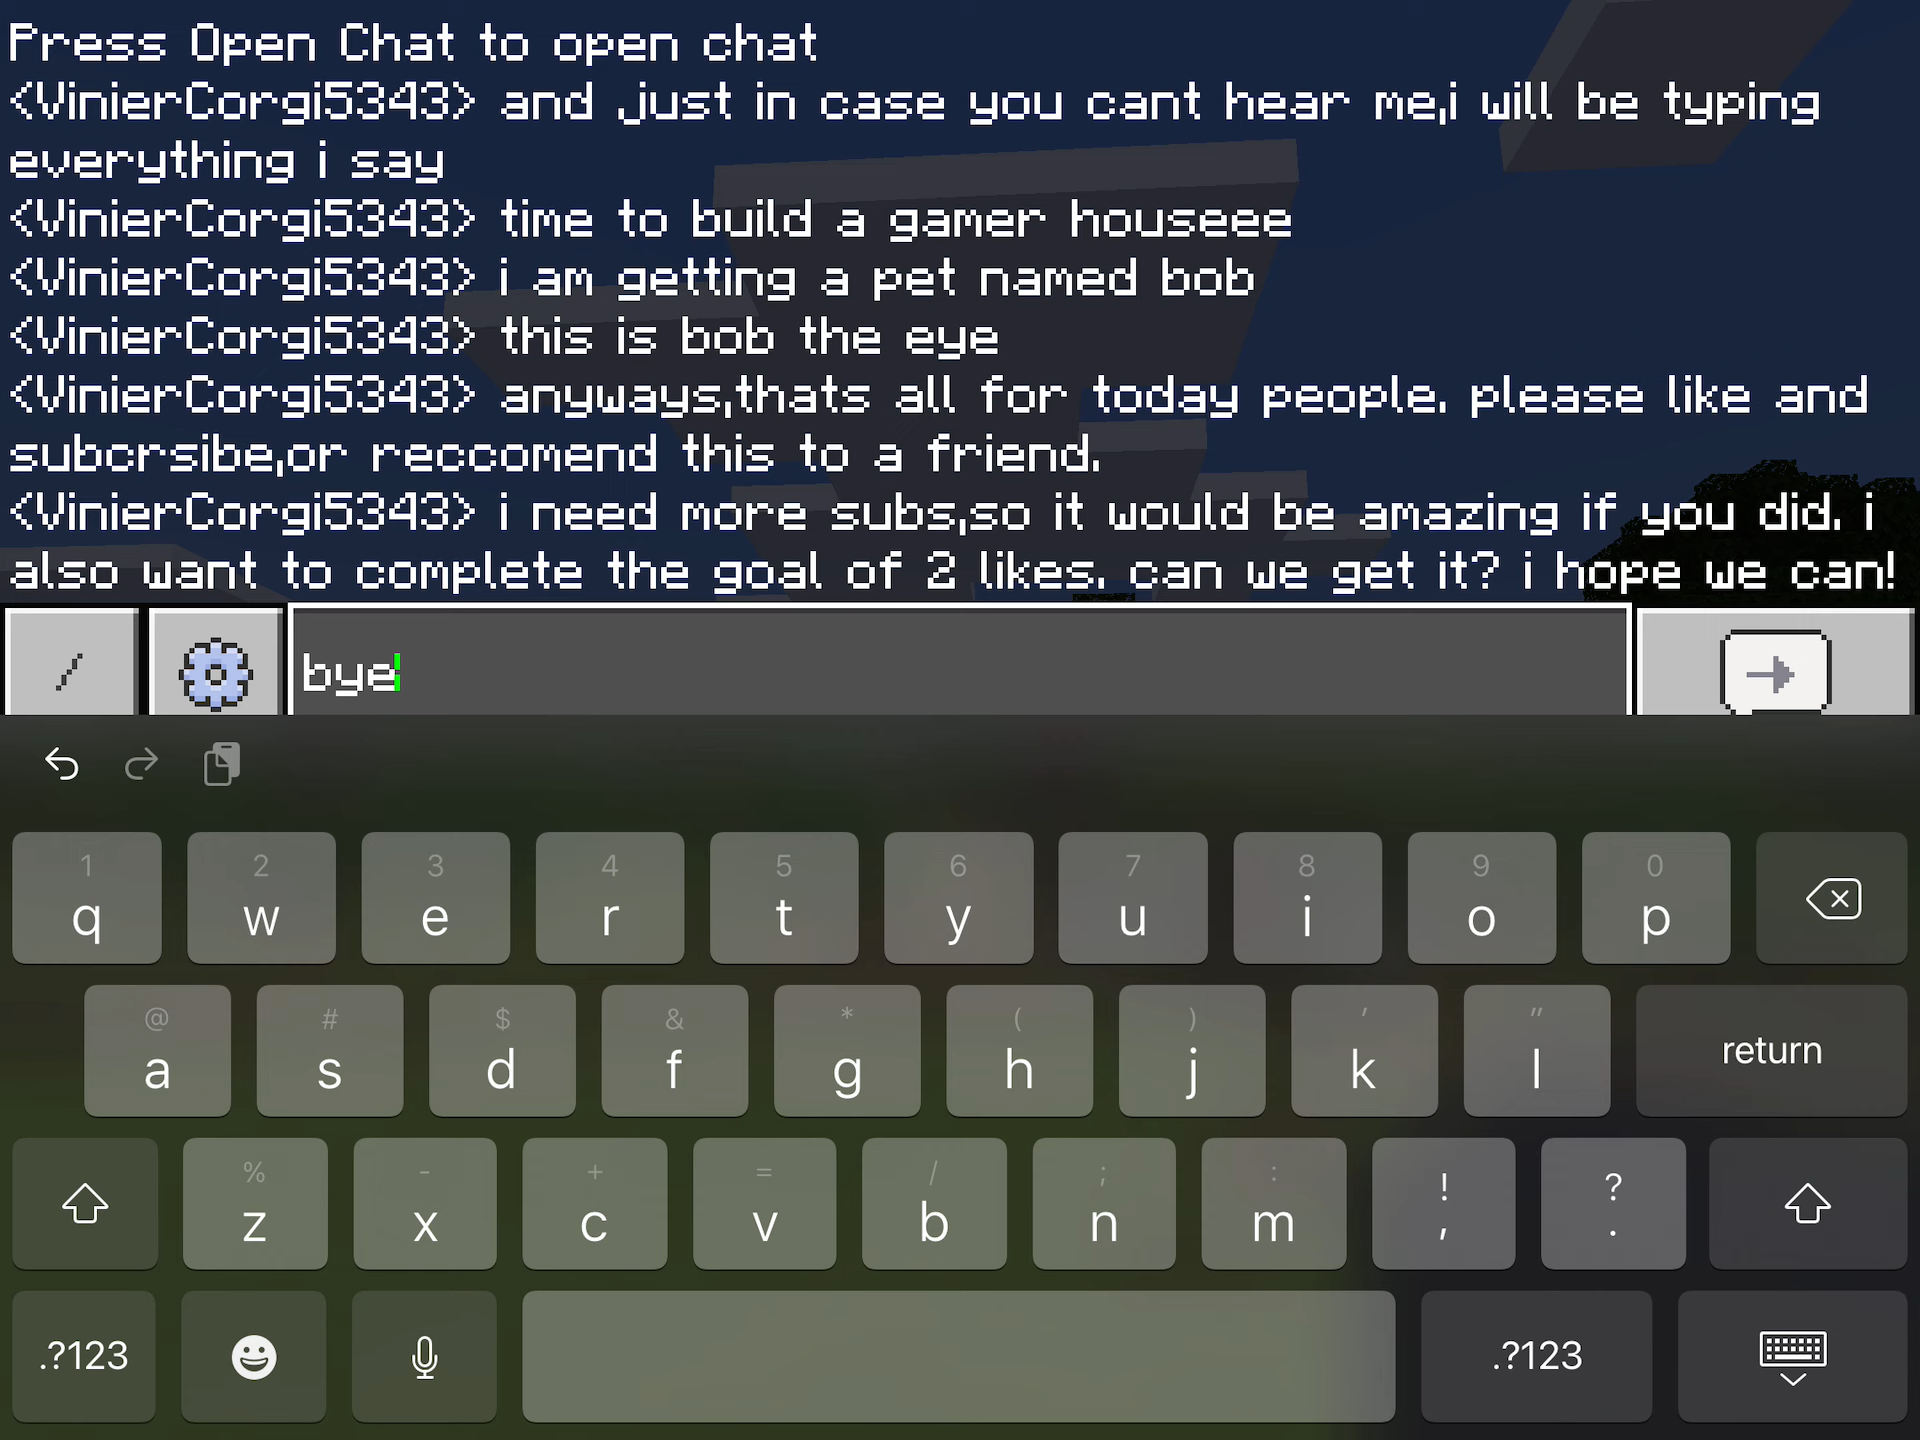 Press Open Chat to open chat
<VinierCorgi5343> and just in case you cant hear me,i will be typing
everything i say
<VinierCorgi5343> time to build a gamer houseee
<VinierCorgi5343> i am getting a pet named bob
<VinierCorgi5343> this is bob the eye
<VinierCorgi5343> anyways,thats all for today people. please like and
subcrsibe,or reccomend this to a friend.
<VinierCorgi5343> i need more subs,so it would be amazing if you did. i
also want to complete the goal of 2 likes. can we get it? i hope we can!
/
bye
1 2 3 4 5 6 7 8 9 0
q w e r t y u i o p
@ # $ & * ( ) ' "
a s d f g h j k l return
% - + = / ; : ! ?
z x c v b n m , .
.?123 .?123